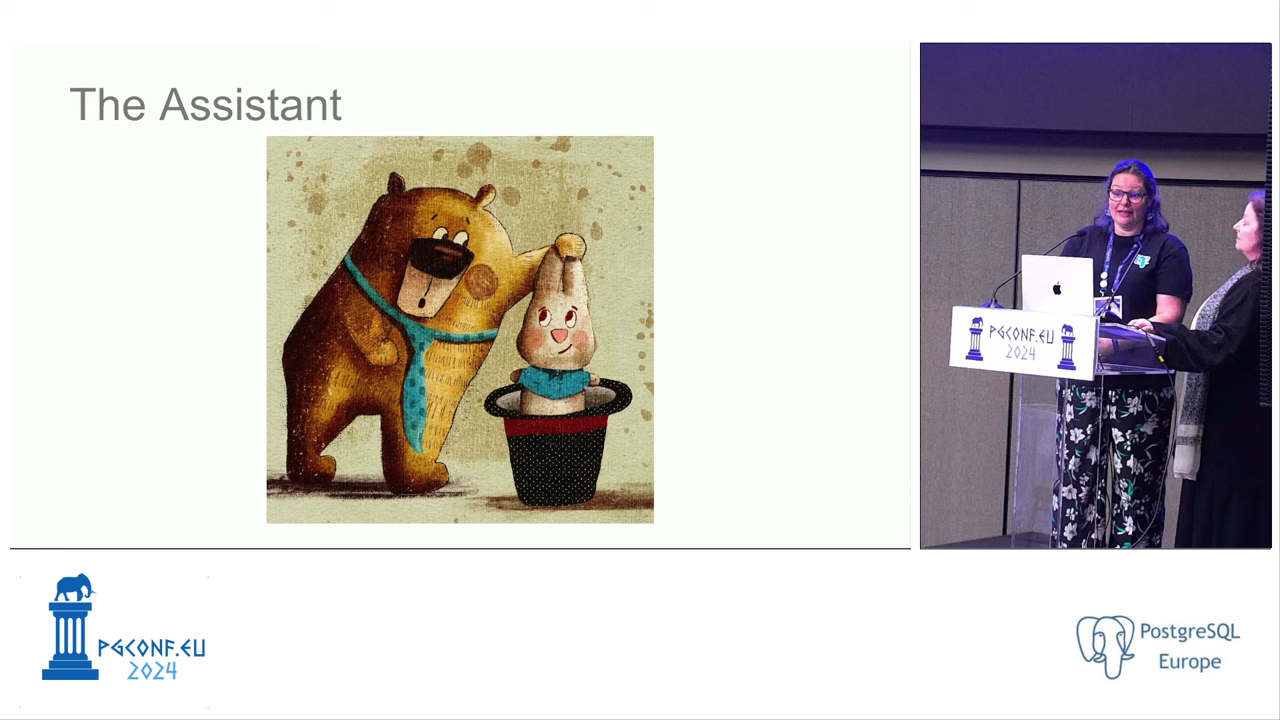 The Assistant
PGCONF.EU
2024
PGCONF.EU
2024
PostgreSQL
Europe